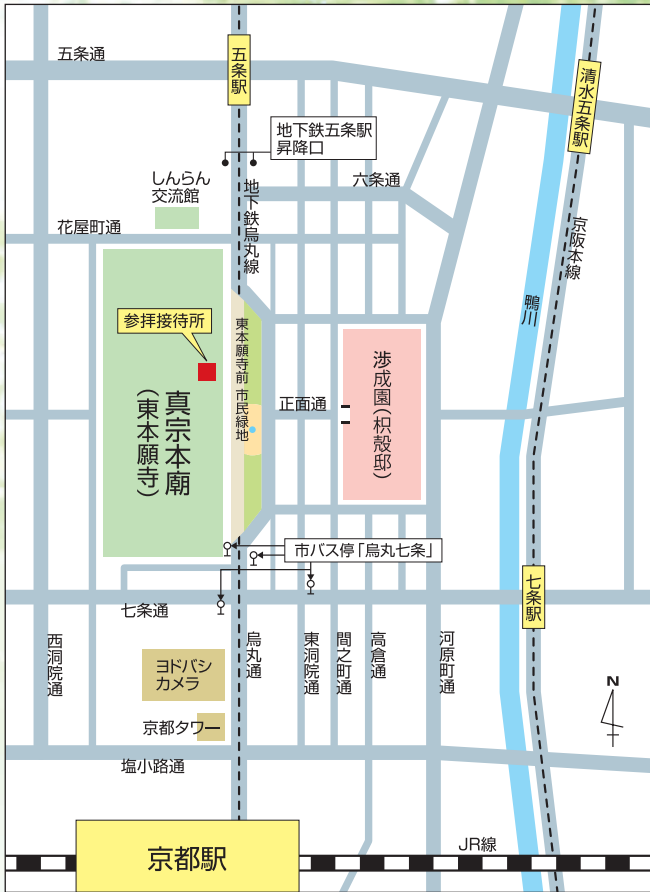 五条通
五条駅
清水五条駅
地下鉄五条駅
昇降口
しんらん
交流館
六条通
地下鉄烏丸線
花屋町通
京阪本線
鴨川
参拝接待所
東本願寺前 市民緑地
真宗本廟
（東本願寺）
正面通
渉成園（枳殻邸）
市バス停「烏丸七条」
七条駅
七条通
西洞院通
烏丸通
東洞院通
間之町通
高倉通
河原町通
ヨドバシ
カメラ
京都タワー
N
塩小路通
京都駅
JR線